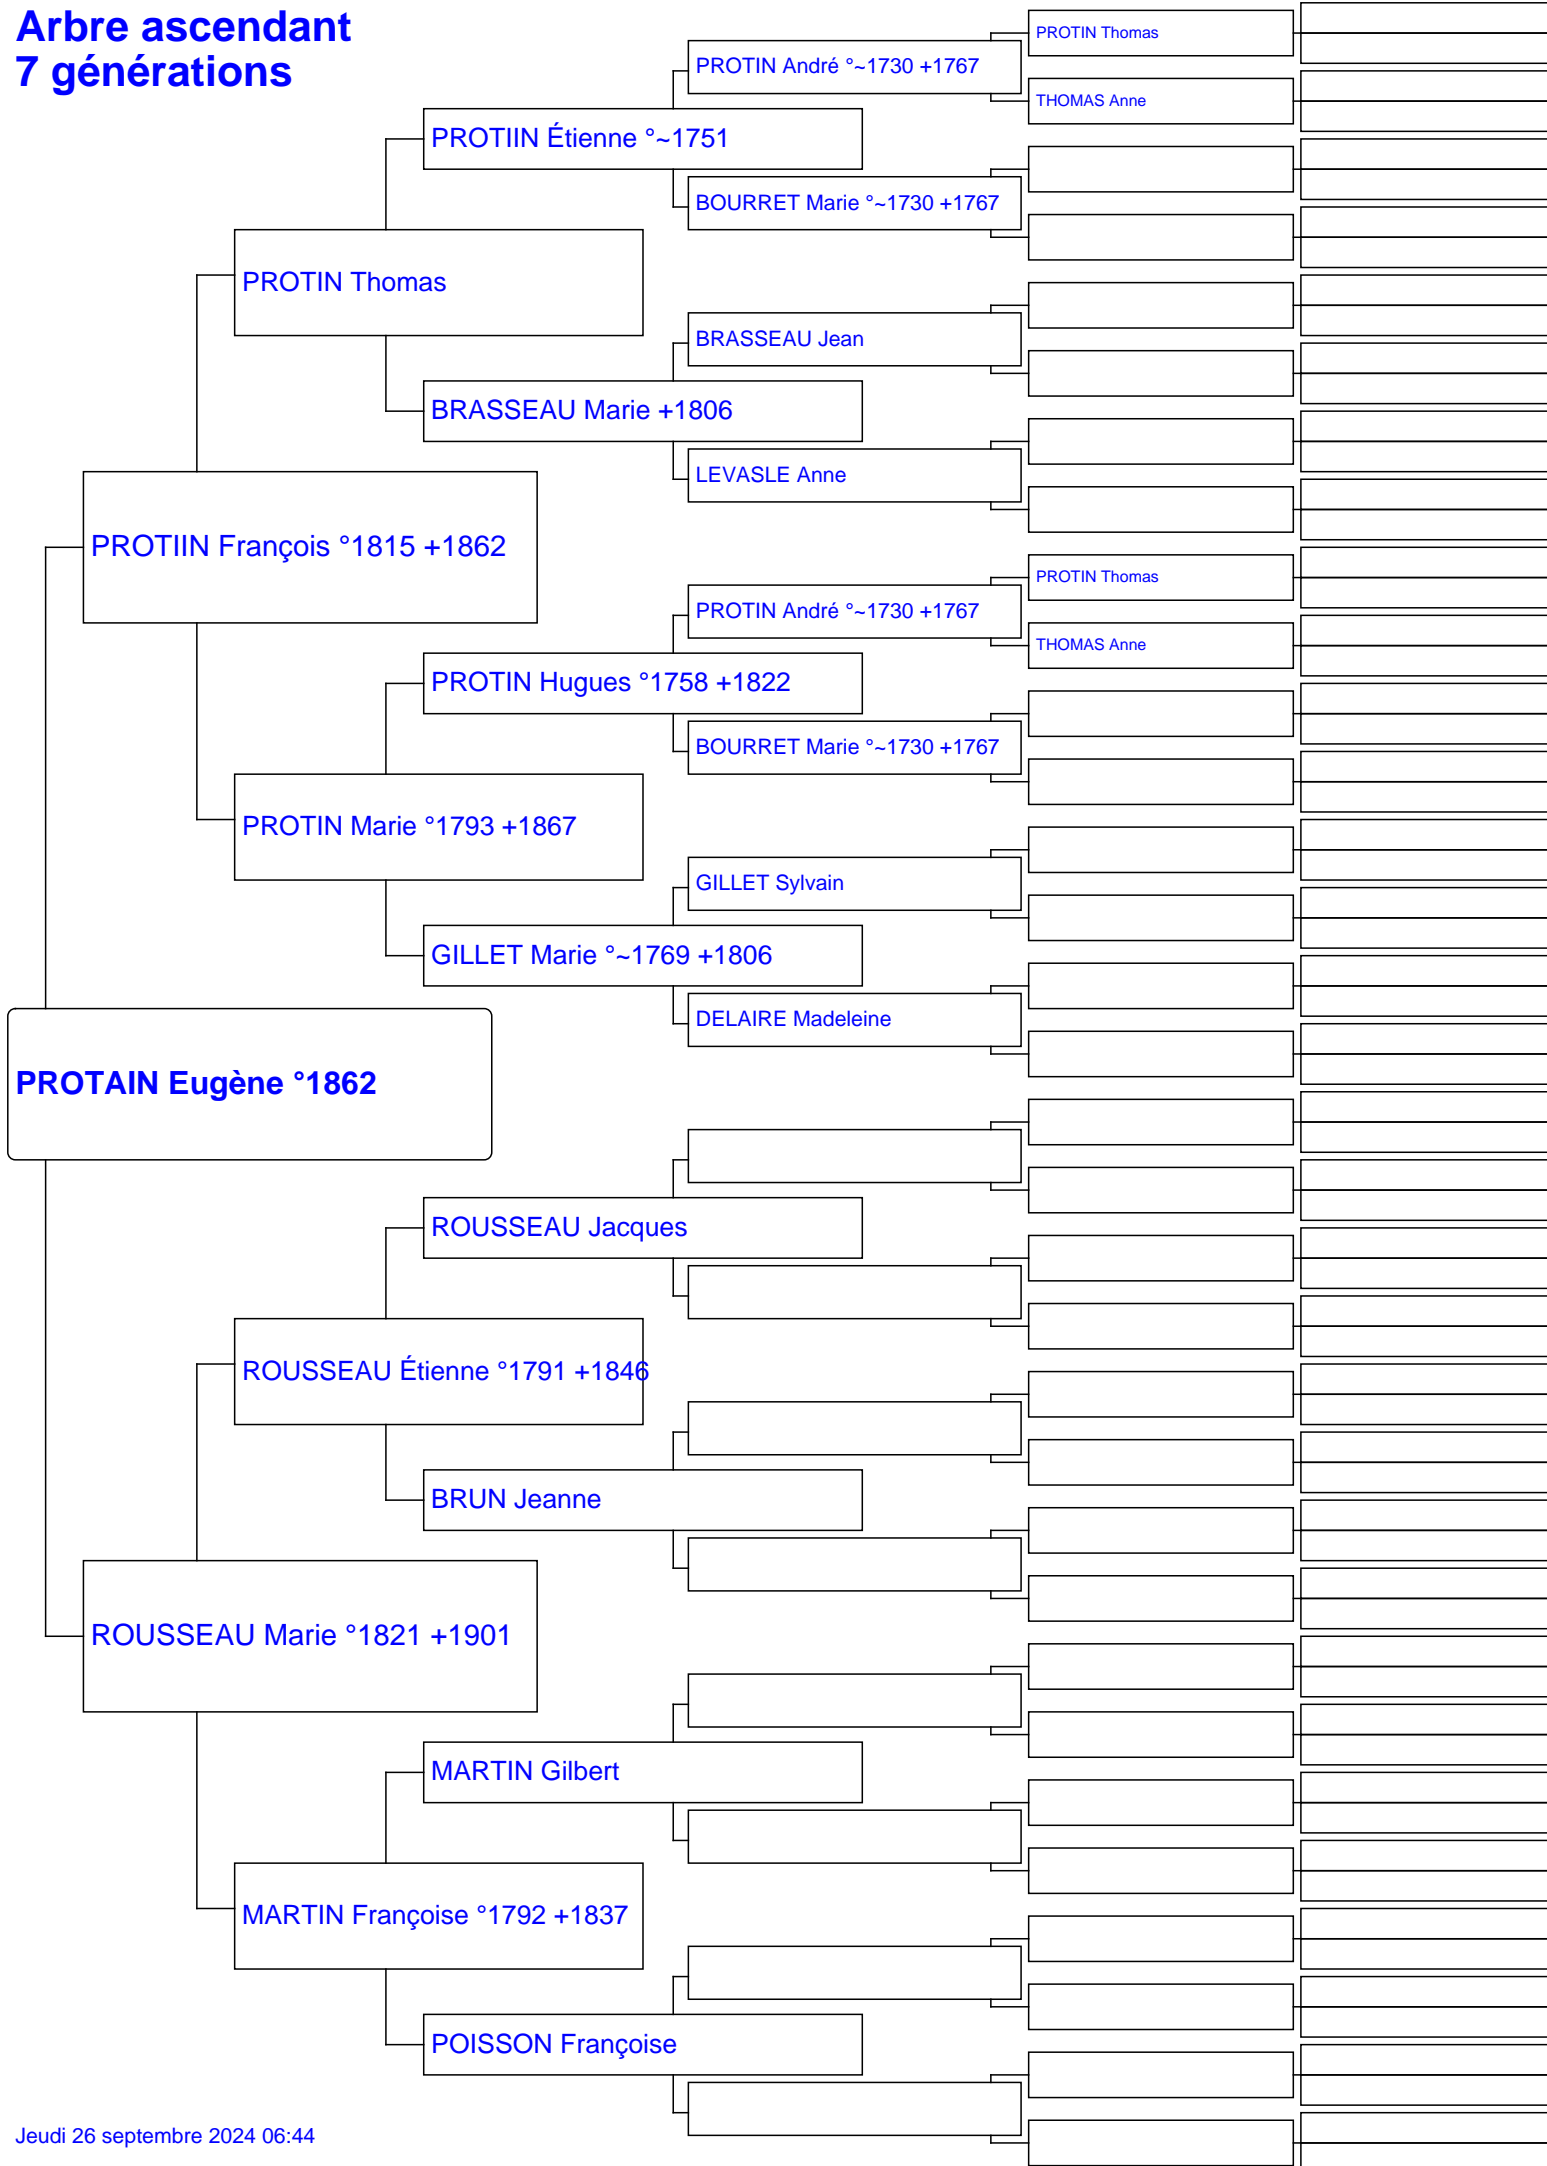 Arbre ascendant
7 générations
PROTIN Thomas
PROTIN André °~1730 +1767
THOMAS Anne
PROTIIN Étienne °~1751
BOURRET Marie °~1730 +1767
PROTIN Thomas
BRASSEAU Jean
BRASSEAU Marie +1806
LEVASLE Anne
PROTIIN François °1815 +1862
PROTIN Thomas
PROTIN André °~1730 +1767
THOMAS Anne
PROTIN Hugues °1758 +1822
BOURRET Marie °~1730 +1767
PROTIN Marie °1793 +1867
GILLET Sylvain
GILLET Marie °~1769 +1806
DELAIRE Madeleine
PROTAIN Eugène °1862
ROUSSEAU Jacques
ROUSSEAU Étienne °1791 +1846
BRUN Jeanne
ROUSSEAU Marie °1821 +1901
MARTIN Gilbert
MARTIN Françoise °1792 +1837
POISSON Françoise
Jeudi 26 septembre 2024 06:44